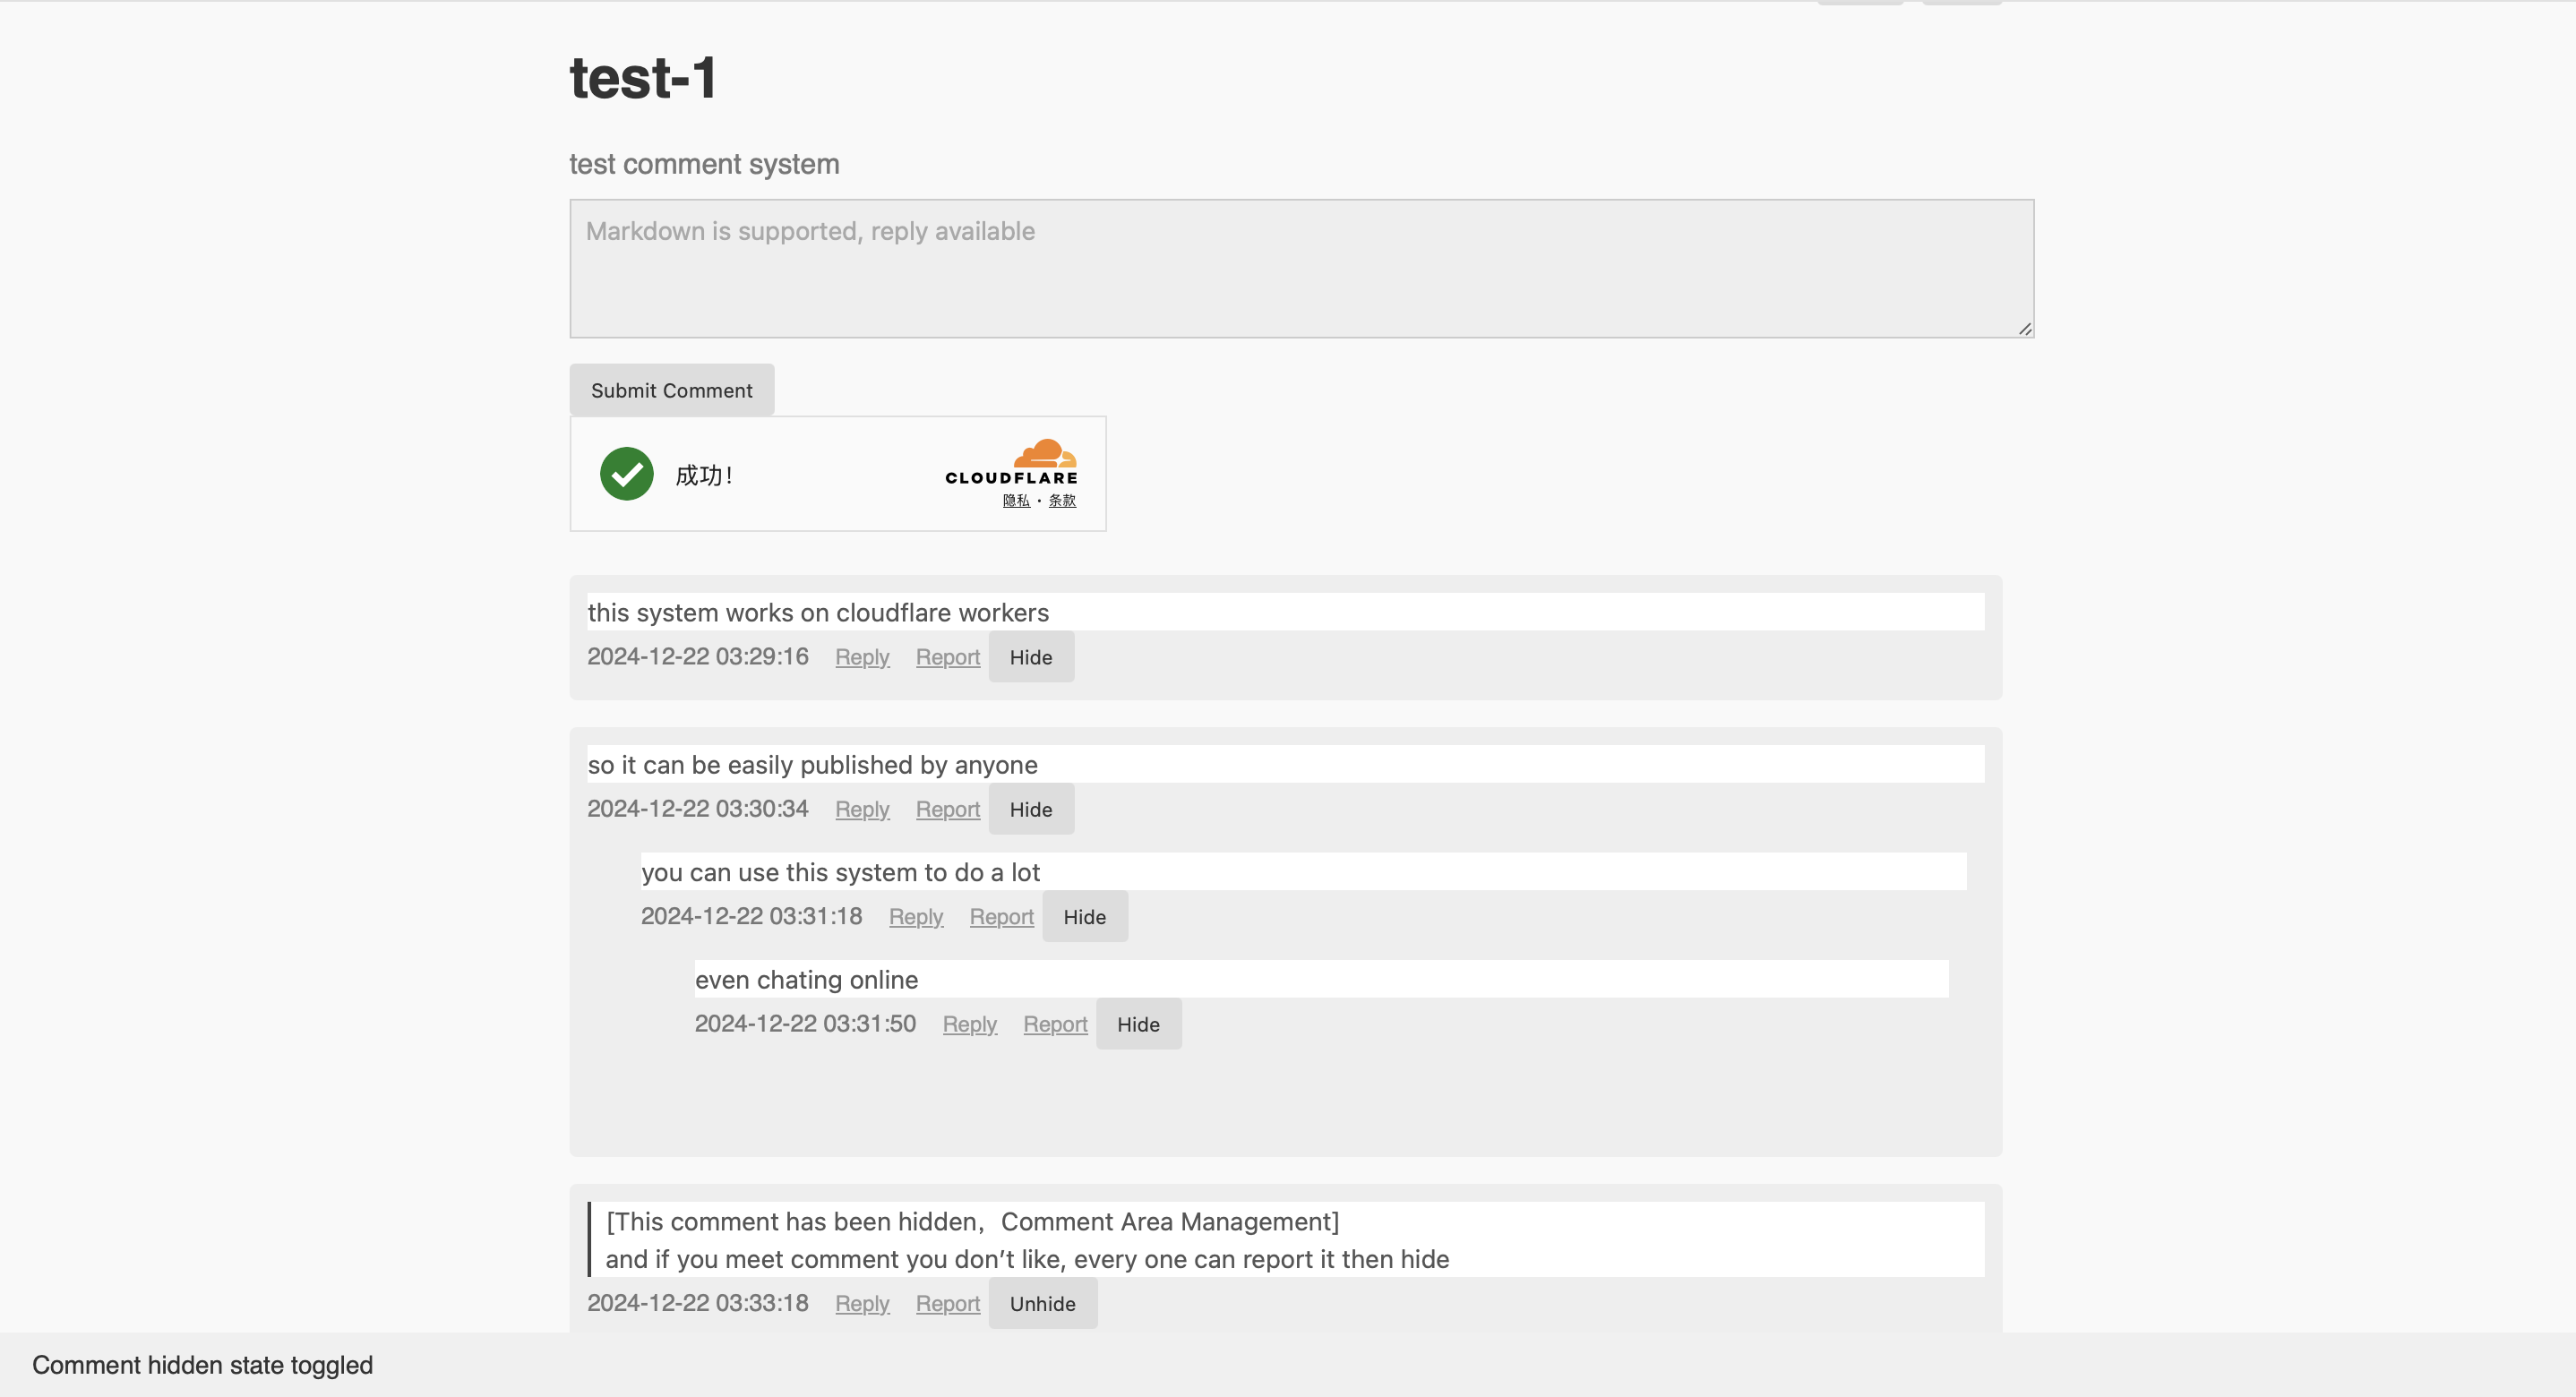 test-1
test comment system
Markdown is supported, reply available
Submit Comment
成功！
CLOUDFLARE
隐私 • 条款
this system works on cloudflare workers
2024-12-22 03:29:16 Reply Report Hide
so it can be easily published by anyone
2024-12-22 03:30:34 Reply Report Hide
you can use this system to do a lot
2024-12-22 03:31:18 Reply Report Hide
even chating online
2024-12-22 03:31:50 Reply Report Hide
[This comment has been hidden，Comment Area Management]
and if you meet comment you don’t like, every one can report it then hide
2024-12-22 03:33:18 Reply Report Unhide
Comment hidden state toggled